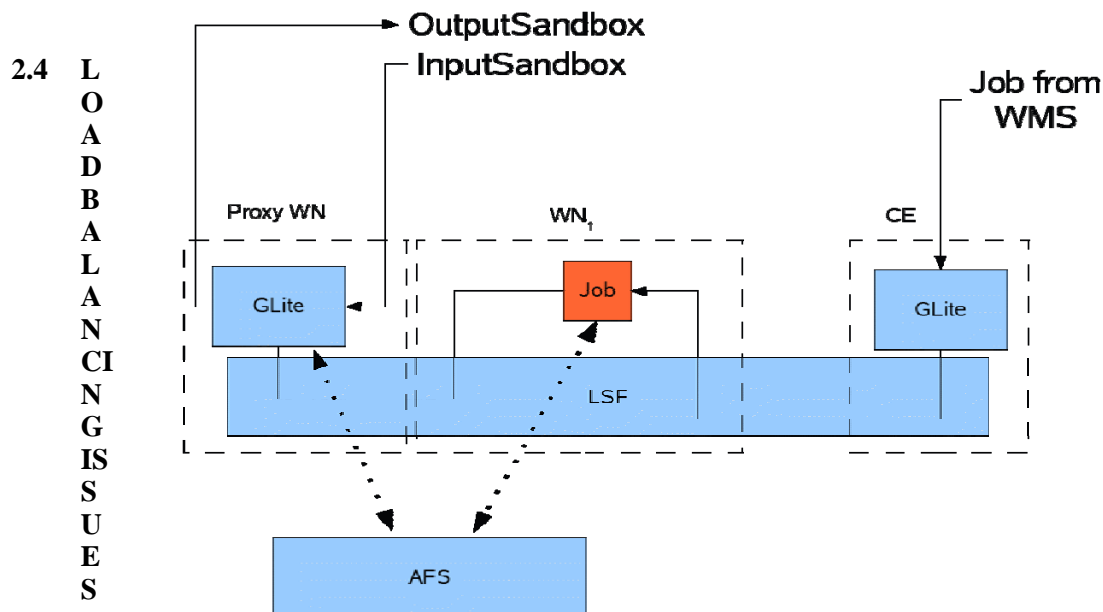 OutputSandbox
InputSandbox
2.4 L
O
A
D
B
A
L
A
N
CI
N
G
IS
S
U
E
S
Job from
WMS
Proxy WN
WN1
CE
GLite
Job
GLite
LSF
AFS